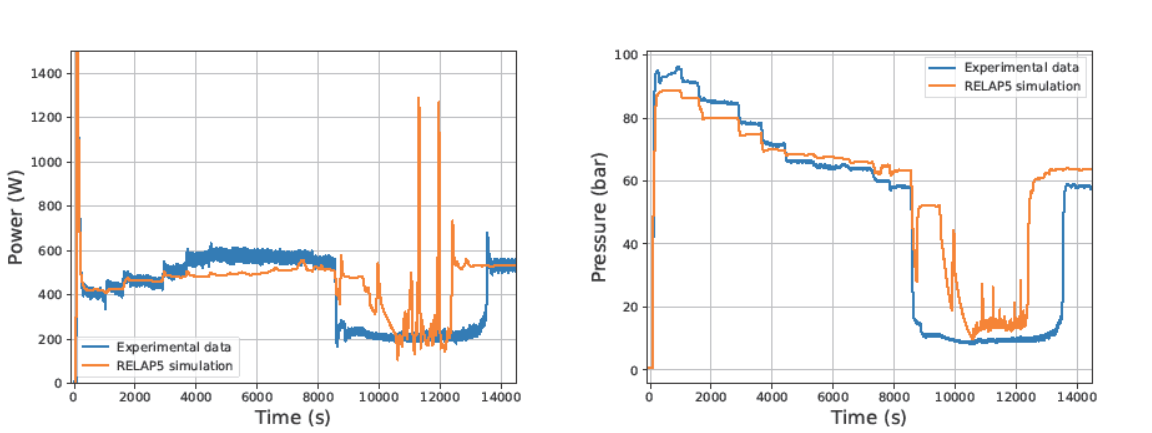 1400
1200
1000
800
600
400
200
0
Power (W)
Experimental data
RELAP5 simulation
0 2000 4000 6000 8000 10000 12000 14000
Time (s)
100
80
60
40
20
0
Pressure (bar)
Experimental data
RELAP5 simulation
0 2000 4000 6000 8000 10000 12000 14000
Time (s)